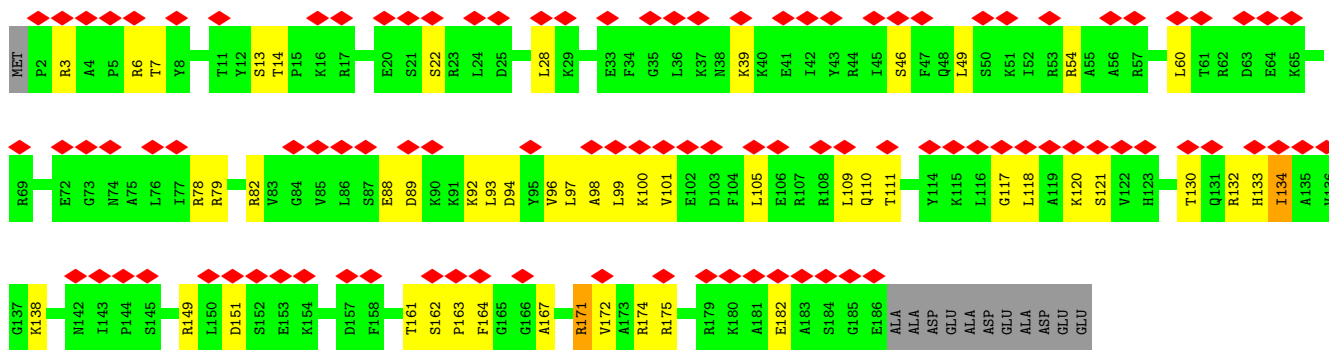 MET P2 R3 A4 P5 R6 T7 Y8 T11 Y12 S13 T14 P15 K16 R17 E20 S21 S22 R23 L24 D25 L28 K29 E33 F34 G35 L36 K37 N38 K39 K40 E41 I42 Y43 R44 I45 S46 F47 Q48 L49 S50 K51 I52 R53 R54 A55 A56 R57 L60 T61 R62 D63 E64 K65
R69 E72 G73 N74 A75 L76 I77 R78 R79 R82 V83 G84 V85 L86 S87 E88 D89 K90 K91 K92 L93 D94 Y95 V96 L97 A98 L99 K100 V101 E102 D103 F104 L105 E106 R107 R108 L109 Q110 T111 Y114 K115 L116 G117 L118 A119 K120 S121 V122 H123 T130 Q131 R132 H133 I134 A135
G137 K138 N142 I143 P144 S145 R149 L150 D151 S152 E153 K154 D157 F158 T161 S162 P163 F164 G165 G166 A167 R171 V172 A173 R174 R175 R179 K180 A181 E182 A183 S184 G185 E186 ALA ALA ASP GLU ALA ASP GLU ALA ASP GLU GLU